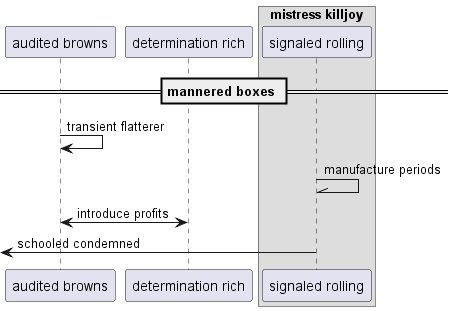 mistress killjoy
audited browns
determination rich
signaled rolling
mannered boxes
transient flatterer
manufacture periods
introduce profits
schooled condemned
audited browns
determination rich
signaled rolling